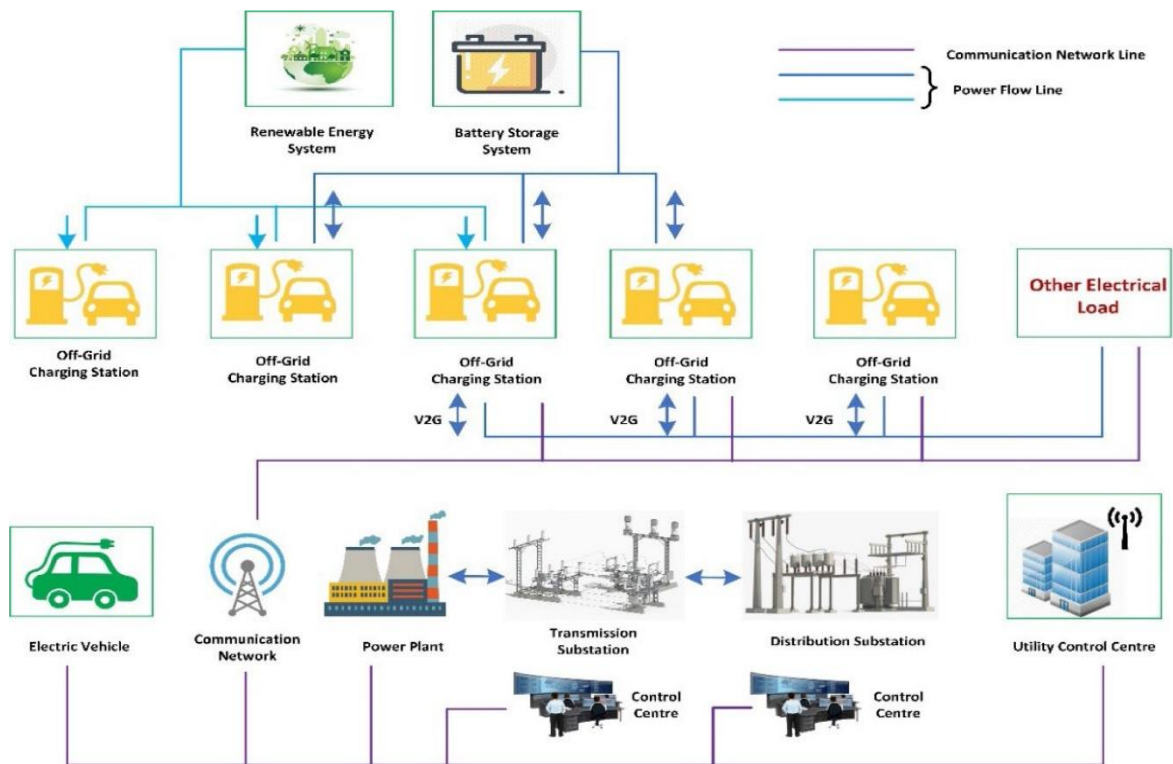 Communication Network Line
Power Flow Line
Renewable Energy
System
Battery Storage
System
Other Electrical
Load
Off-Grid
Charging Station
Off-Grid
Charging Station
Off-Grid
Charging Station
Off-Grid
Charging Station
Off-Grid
Charging Station
V2G
V2G
V2G
Electric Vehicle
Communication
Network
Power Plant
Transmission
Substation
Distribution Substation
Utility Control Centre
Control
Centre
Control
Centre